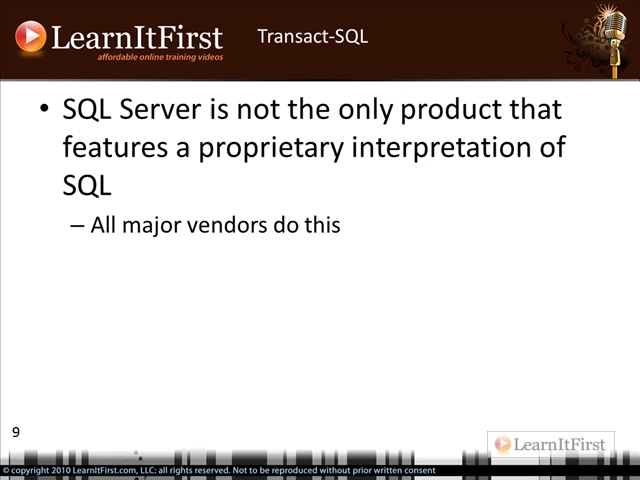 LearnItFirst
affordable online training videos
Transact-SQL
• SQL Server is not the only product that
features a proprietary interpretation of
SQL
– All major vendors do this
9
LearnItFirst
© copyright 2010 LearnItFirst.com, LLC: all rights reserved. Not to be reproduced without prior written consent